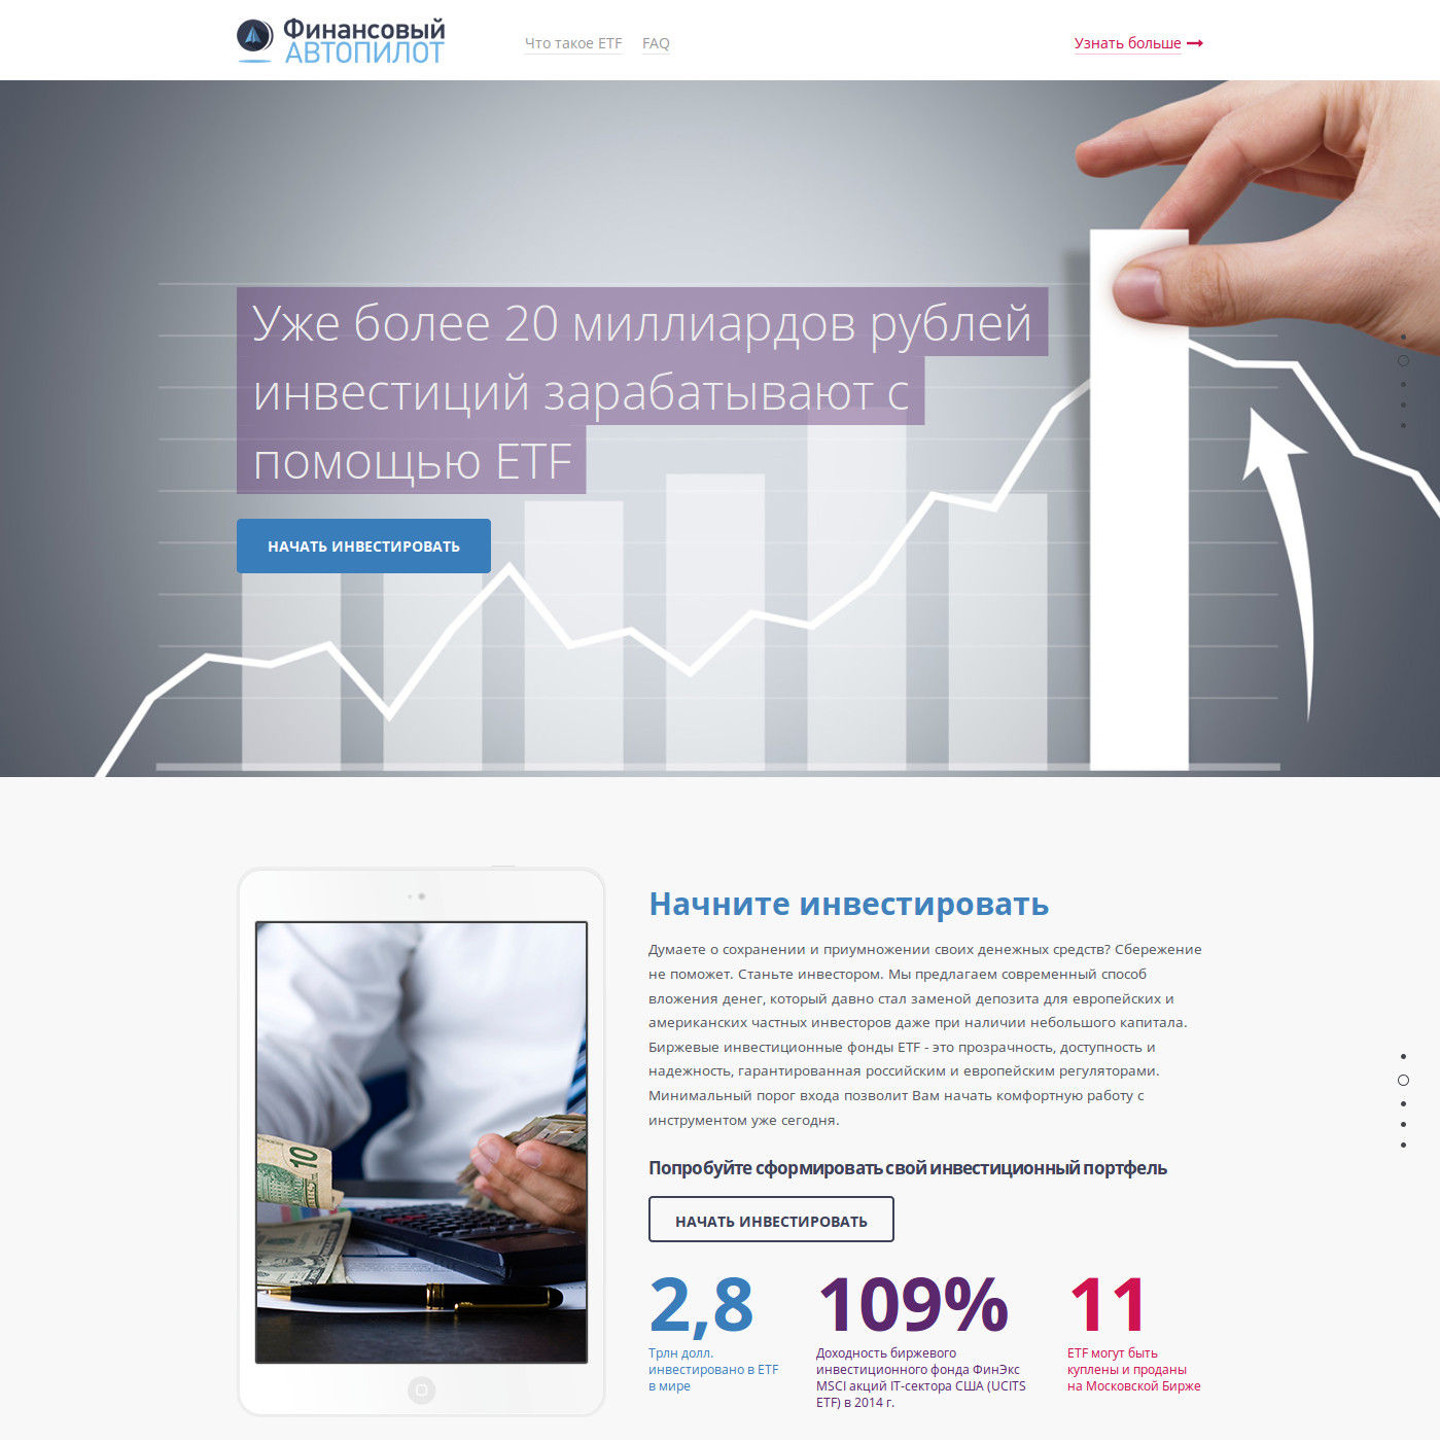 Финансовый
АВТОПИЛОТ
Что такое ETF
FAQ
Узнать больше
Уже более 20 миллиардов рублей
инвестиций зарабатывают с
помощью ETF
НАЧАТЬ ИНВЕСТИРОВАТЬ
Начните инвестировать
Думаете о сохранении и приумножении своих денежных средств? Сбережение
не поможет. Станьте инвестором. Мы предлагаем современный способ
вложения денег, который давно стал заменой депозита для европейских и
американских частных инвесторов даже при наличии небольшого капитала.
Биржевые инвестиционные фонды ETF - это прозрачность, доступность и
надежность, гарантированная российским и европейским регуляторами.
Минимальный порог входа позволит Вам начать комфортную работу с
инструментом уже сегодня.
Попробуйте сформировать свой инвестиционный портфель
НАЧАТЬ ИНВЕСТИРОВАТЬ
2,8
Трлн долл.
инвестировано в ETF
в мире
109%
Доходность биржевого
инвестиционного фонда ФинЭкс
MSCI акций IT-сектора США (UCITS
ETF) в 2014 г.
11
ETF могут быть
куплены и проданы
на Московской Бирже
10